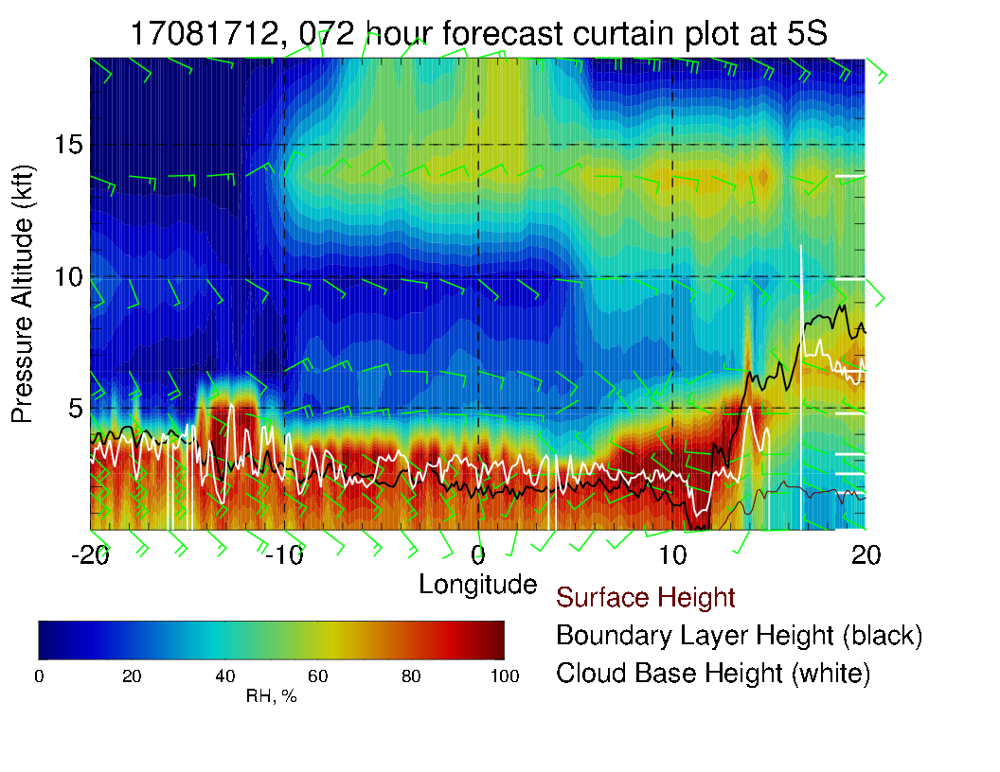 17081712, 072 hour forecast curtain plot at 5S
Pressure Altitude (kft)
15
10
5
-20
-10
0
10
20
Longitude
Surface Height
Boundary Layer Height (black)
Cloud Base Height (white)
0
20
40
60
80
100
RH, %